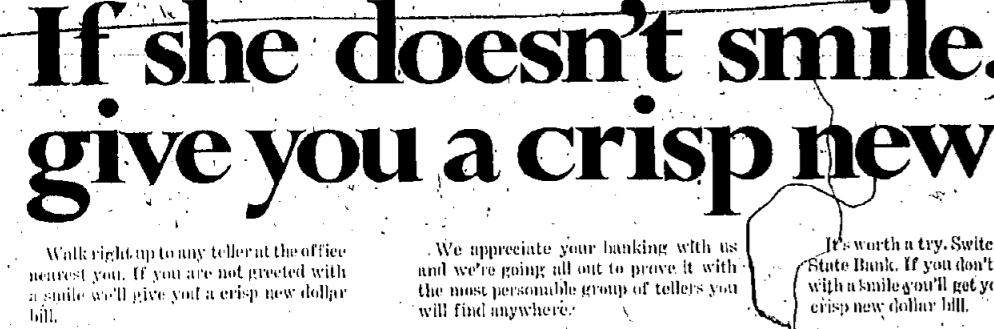 If she doesn't smile,
give you a crisp new
Walk right up to any teller at the office
nearest you. If you are not greeted with
a smile we'll give you a crisp new dollar
bill.
We appreciate your banking with us
and we're going all out to prove it with
the most personable group of tellers you
will find anywhere.
It's worth a try. Switc
State Bank. If you don't
with a smile you'll get yo
crisp new dollar bill.